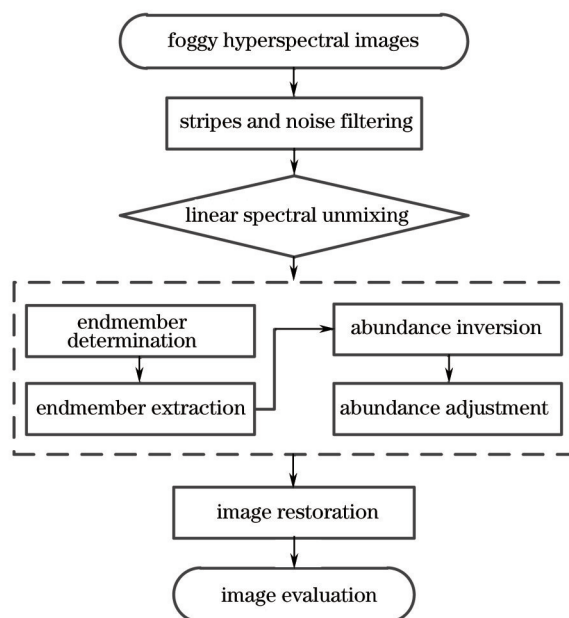 foggy hyperspectral images
stripes and noise filtering
linear spectral unmixing
endmember
determination
endmember extraction
abundance inversion
abundance adjustment
image restoration
image evaluation